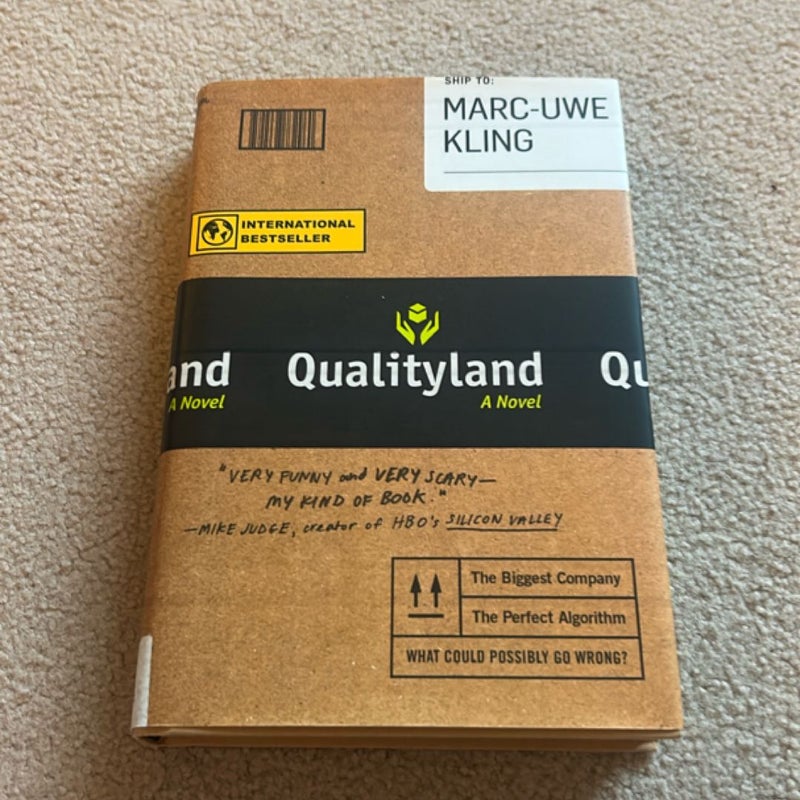 SHIP TO:
MARC-UWE
KLING
INTERNATIONAL
BESTSELLER
and Qualityland Qu
A Novel A Novel
"VERY FUNNY and VERY SCARY—
MY KIND OF BOOK."
—MIKE JUDGE, creator of HBO's SILICON VALLEY
The Biggest Company
The Perfect Algorithm
WHAT COULD POSSIBLY GO WRONG?